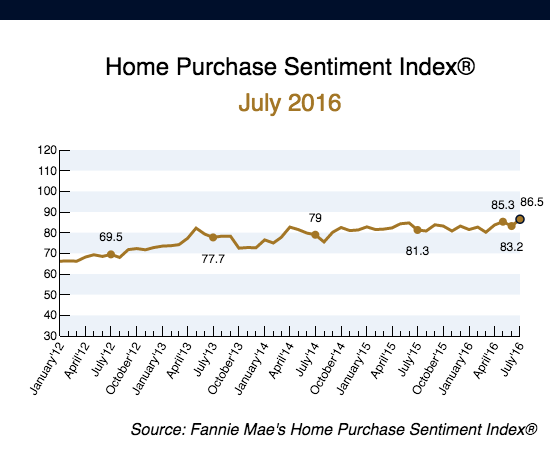 Home Purchase Sentiment Index®
July 2016
120
110
100
90
80
70
60
50
40
30
69.5
77.7
79
81.3
85.3
83.2
86.5
January'12
April'12
July'12
October'12
January'13
April'13
July'13
October'13
January'14
April'14
July'14
October'14
January'15
April'15
July'15
October'15
January'16
April'16
July'16
Source: Fannie Mae's Home Purchase Sentiment Index®